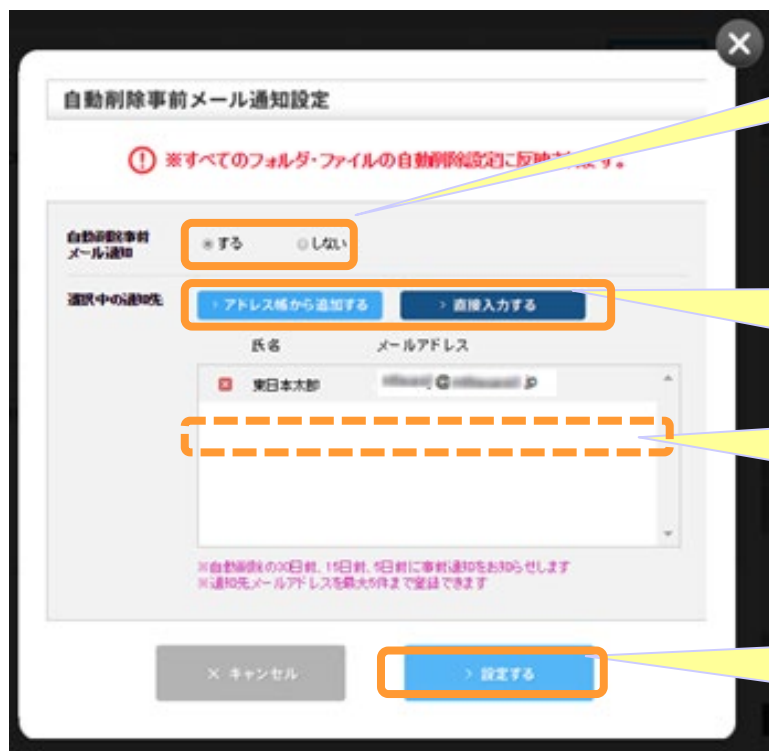 自動削除事前メール通知設定
※すべてのフォルダ・ファイルの自動削除設定に反映されます。
自動削除事前
メール通知
する しない
選択中の通知先
› アドレス帳から追加する › 直接入力する
氏名 メールアドレス
東日本太郎 @ .jp
※自動削除の30日前、15日前、5日前に事前通知をお知らせします
※通知先メールアドレスを最大5件まで登録できます
× キャンセル › 設定する